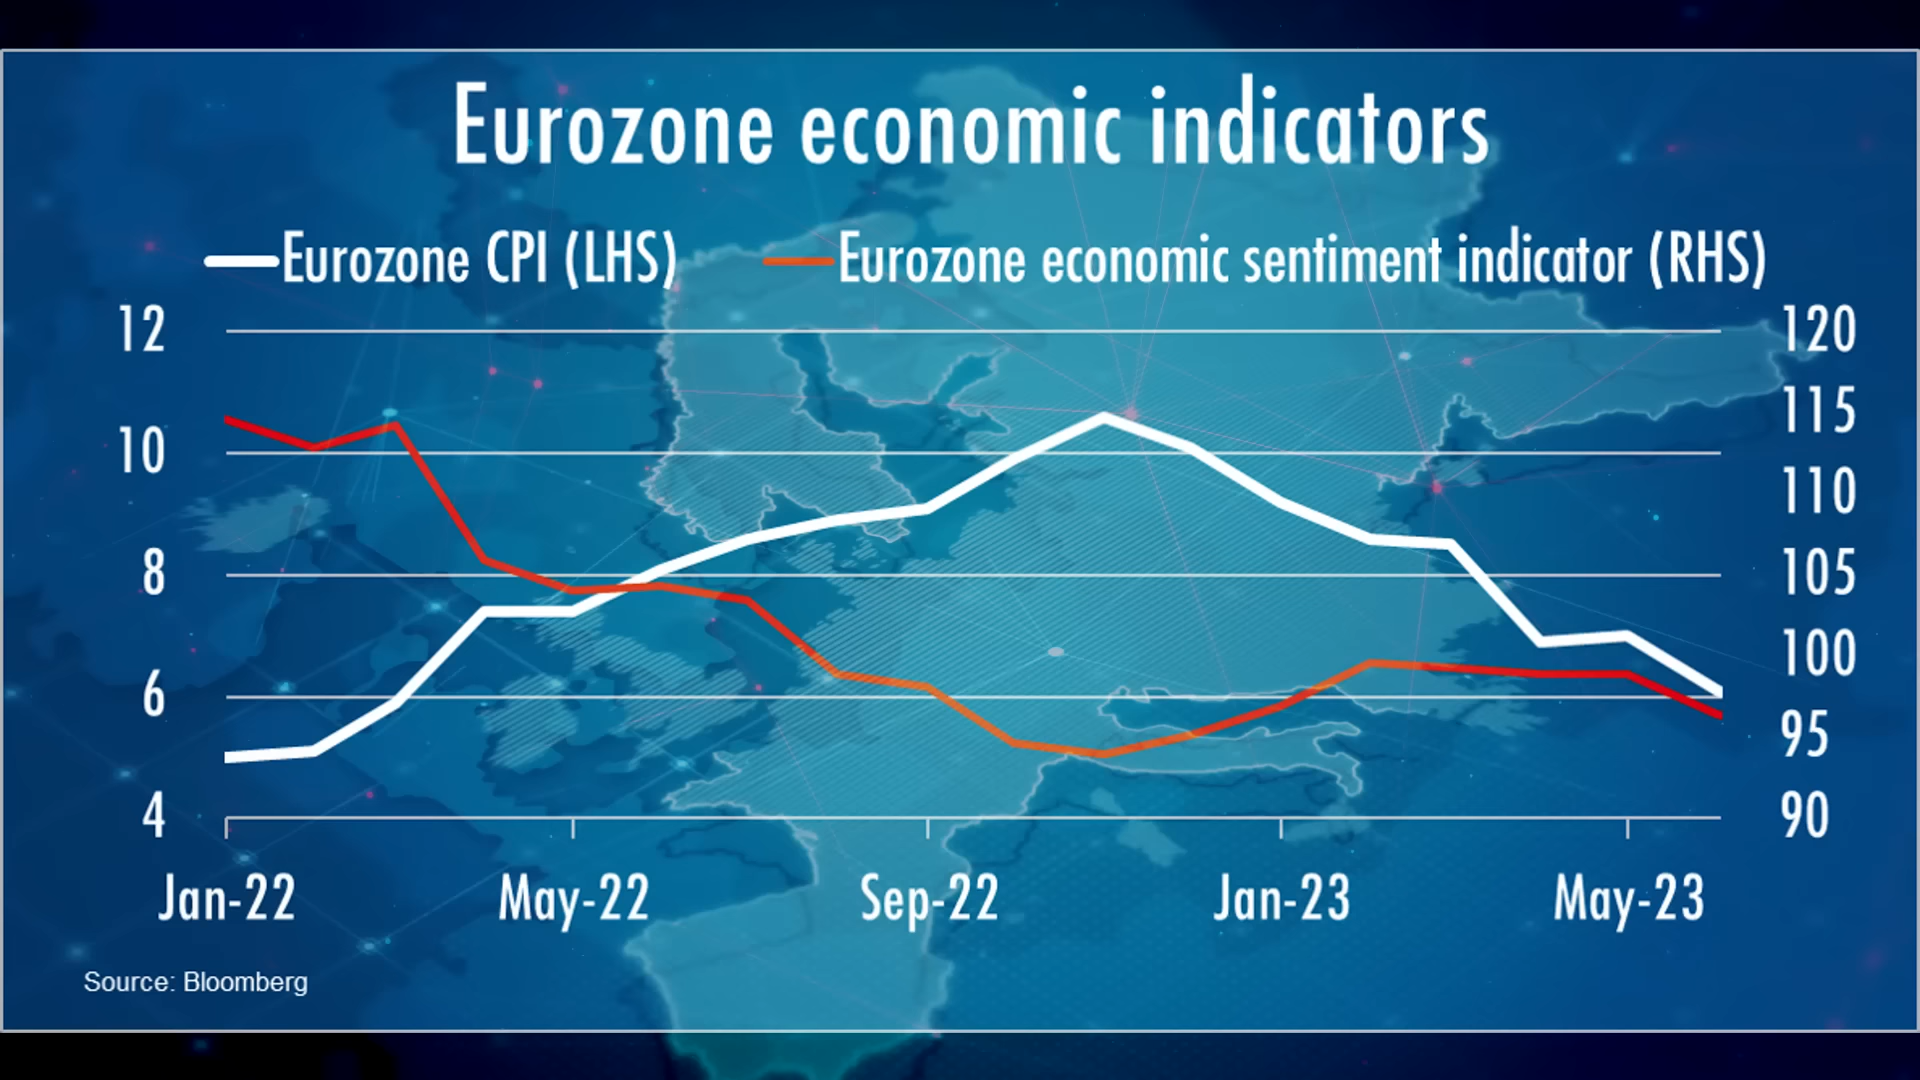 Eurozone economic indicators
Eurozone CPI (LHS) Eurozone economic sentiment indicator (RHS)
12 120
115
10
110
8 105
100
6
95
4 90
Jan-22 May-22 Sep-22 Jan-23 May-23
Source: Bloomberg